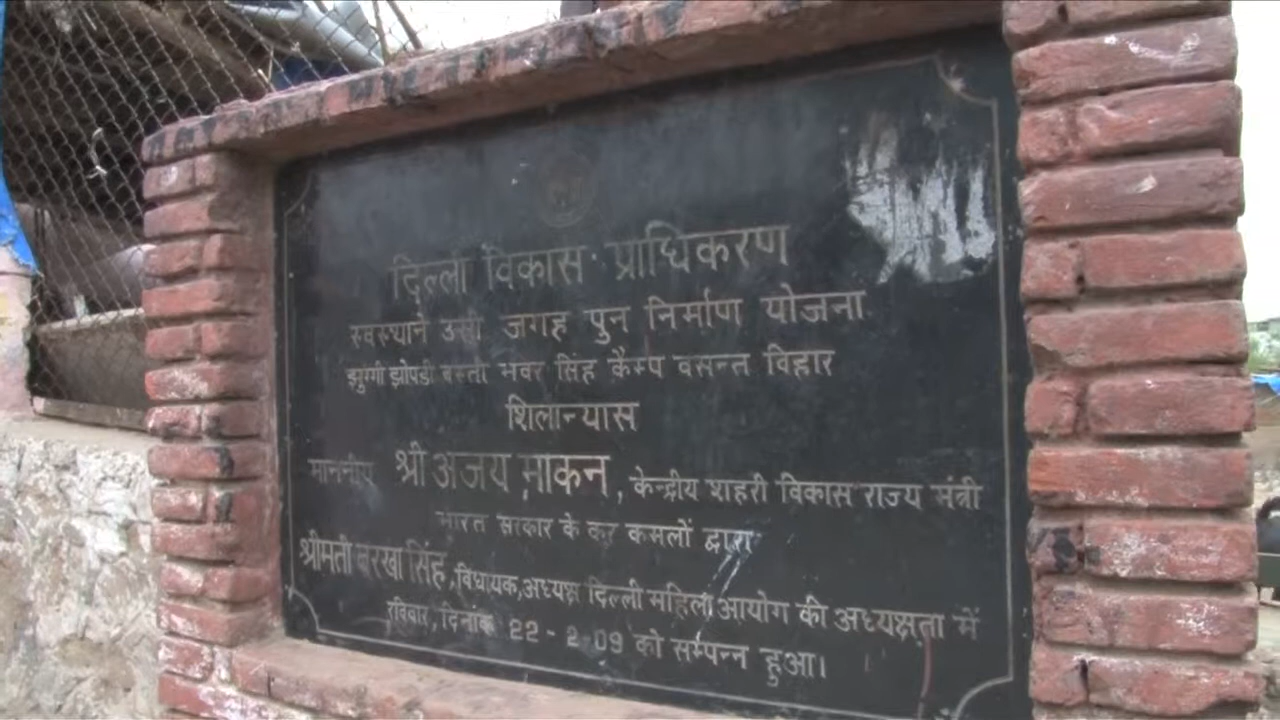 दिल्ली विकास प्राधिकरण
स्वस्थाने उसी जगह पुन निर्माण योजना
झुग्गी झोपडी बस्ती भवर सिंह कैम्प वसन्त विहार
शिलान्यास
माननीय श्री अजय माकन, केन्द्रीय शहरी विकास राज्य मंत्री
भारत सरकार के कर कमलों द्वारा
श्रीमती बरखा सिंह, विधायक, अध्यक्ष दिल्ली महिला आयोग की अध्यक्षता में
रविवार, दिनांक 22-2-09 को सम्पन्न हुआ।